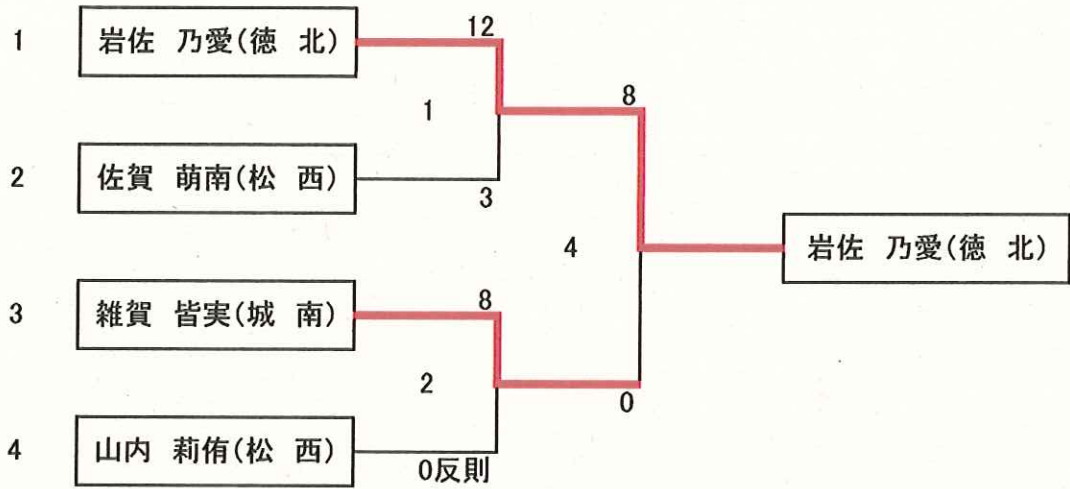 1 岩佐 乃愛(徳 北) 12
1
8
2 佐賀 萌南(松 西) 3
4
岩佐 乃愛(徳 北)
3 雑賀 皆実(城 南) 8
2
0
4 山内 莉侑(松 西) 0反則